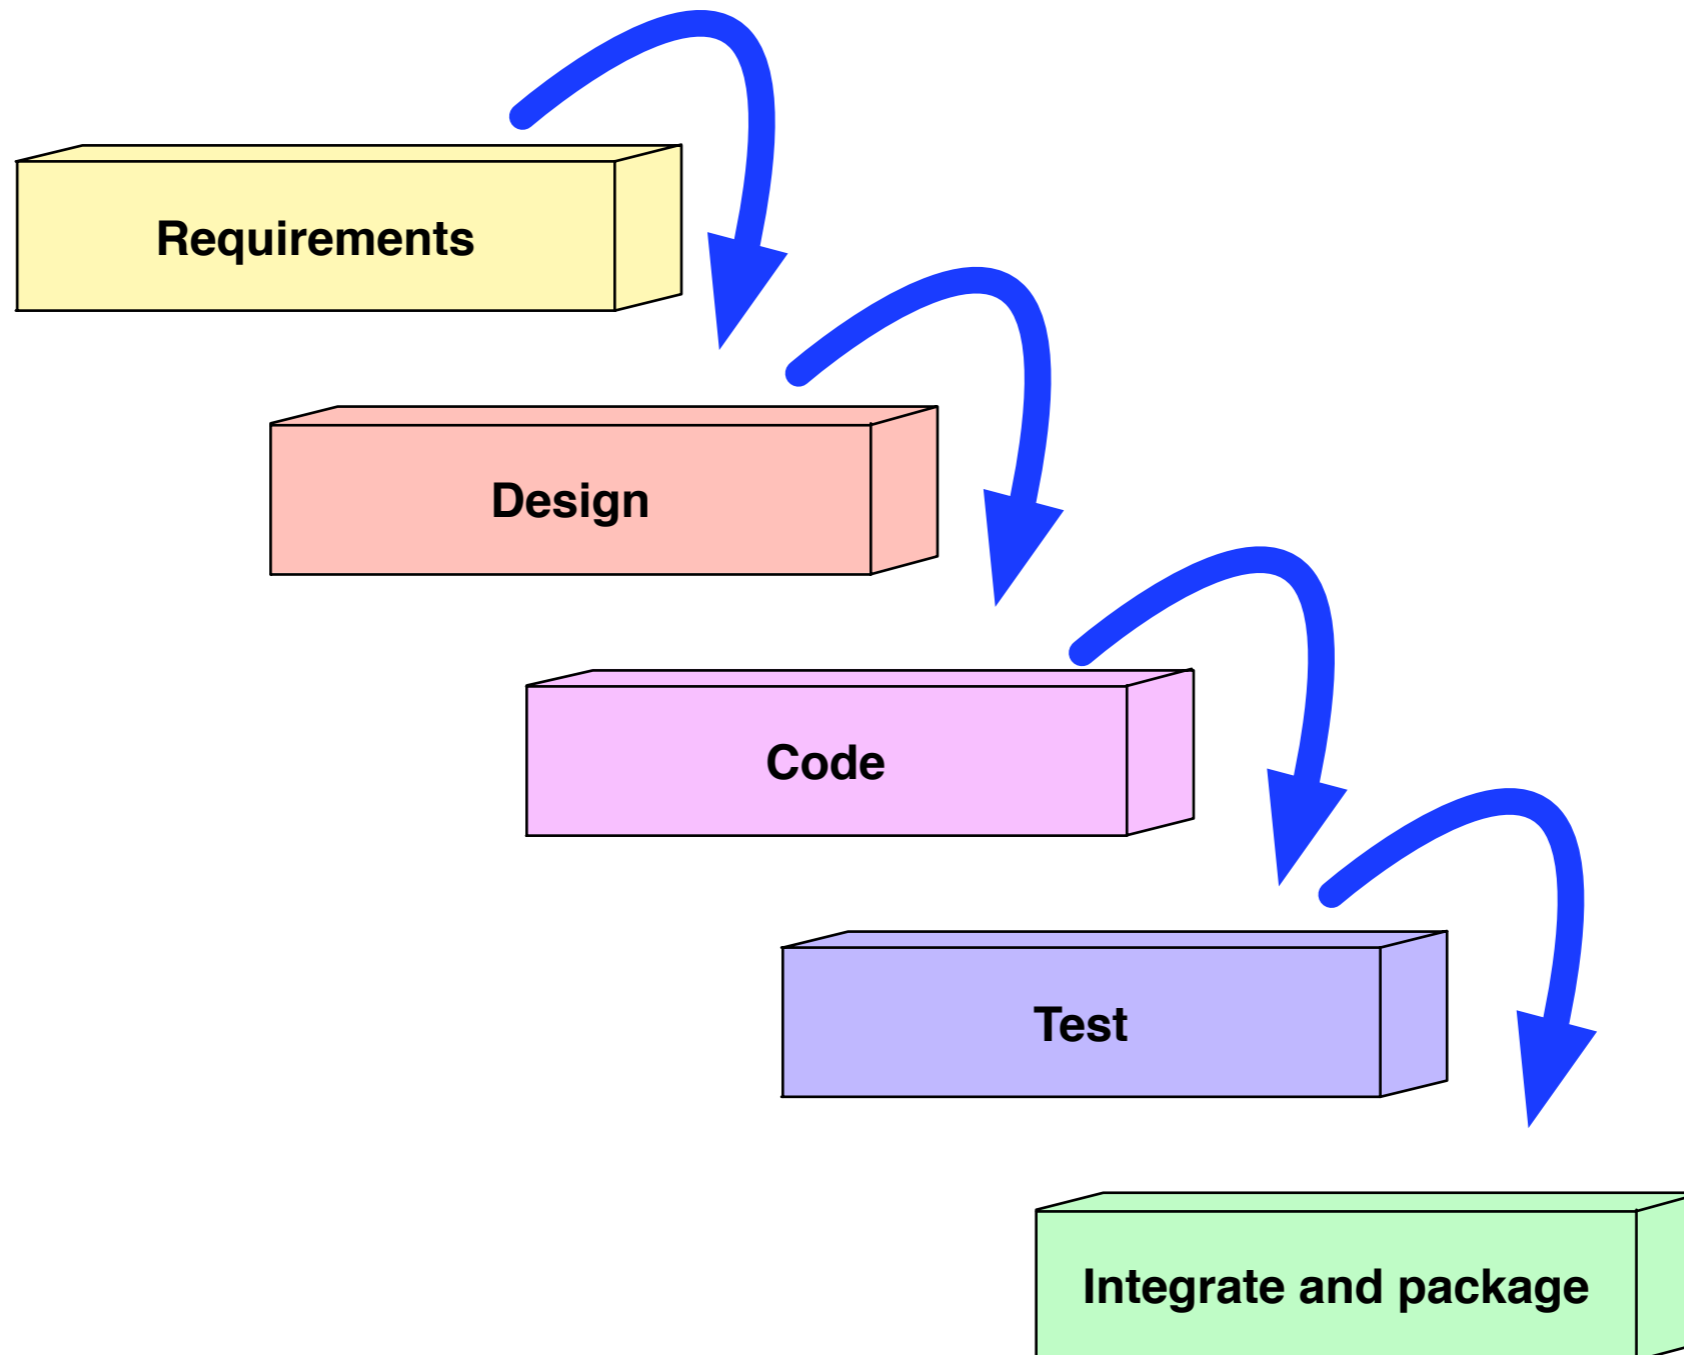 Requirements
Design
Code
Test
Integrate and package